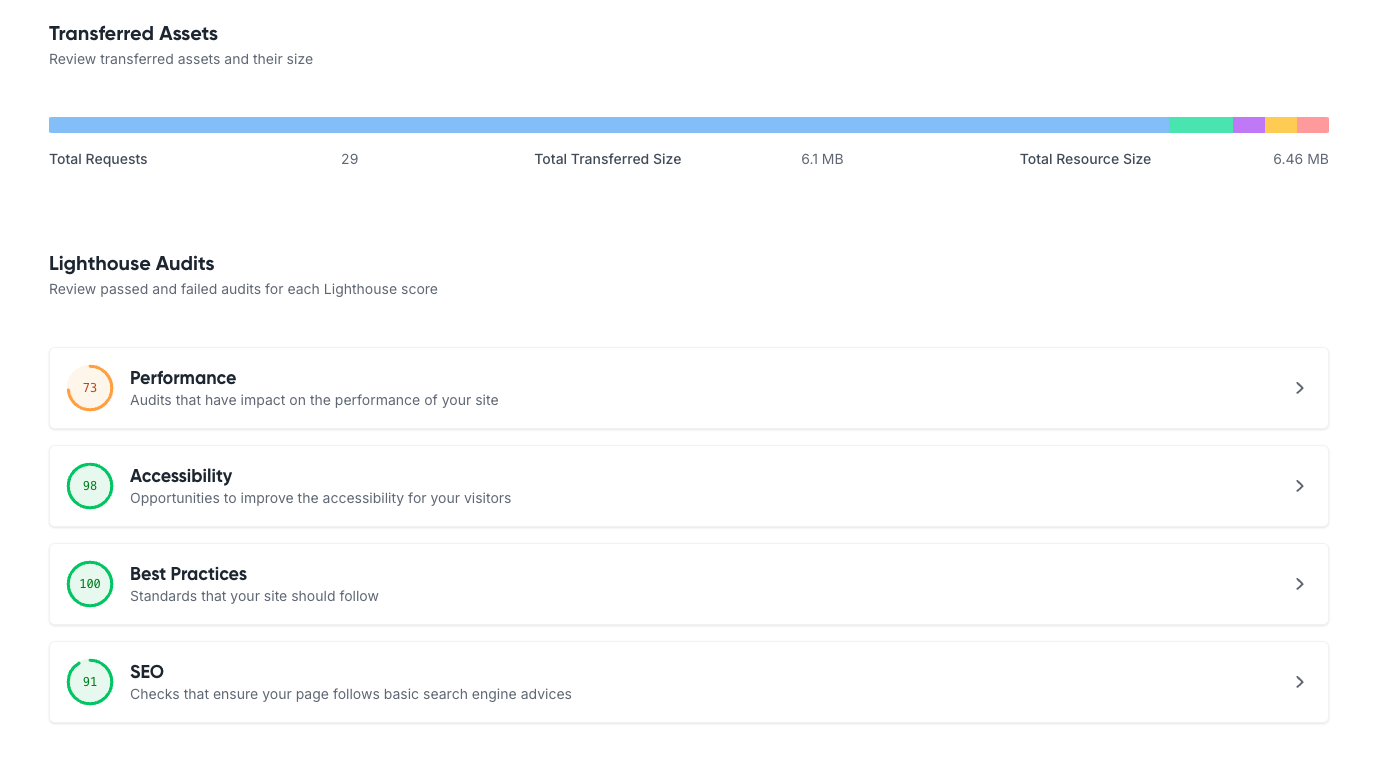 Transferred Assets
Review transferred assets and their size
Total Requests 29 Total Transferred Size 6.1 MB Total Resource Size 6.46 MB
Lighthouse Audits
Review passed and failed audits for each Lighthouse score
73
Performance
Audits that have impact on the performance of your site
98
Accessibility
Opportunities to improve the accessibility for your visitors
100
Best Practices
Standards that your site should follow
91
SEO
Checks that ensure your page follows basic search engine advices